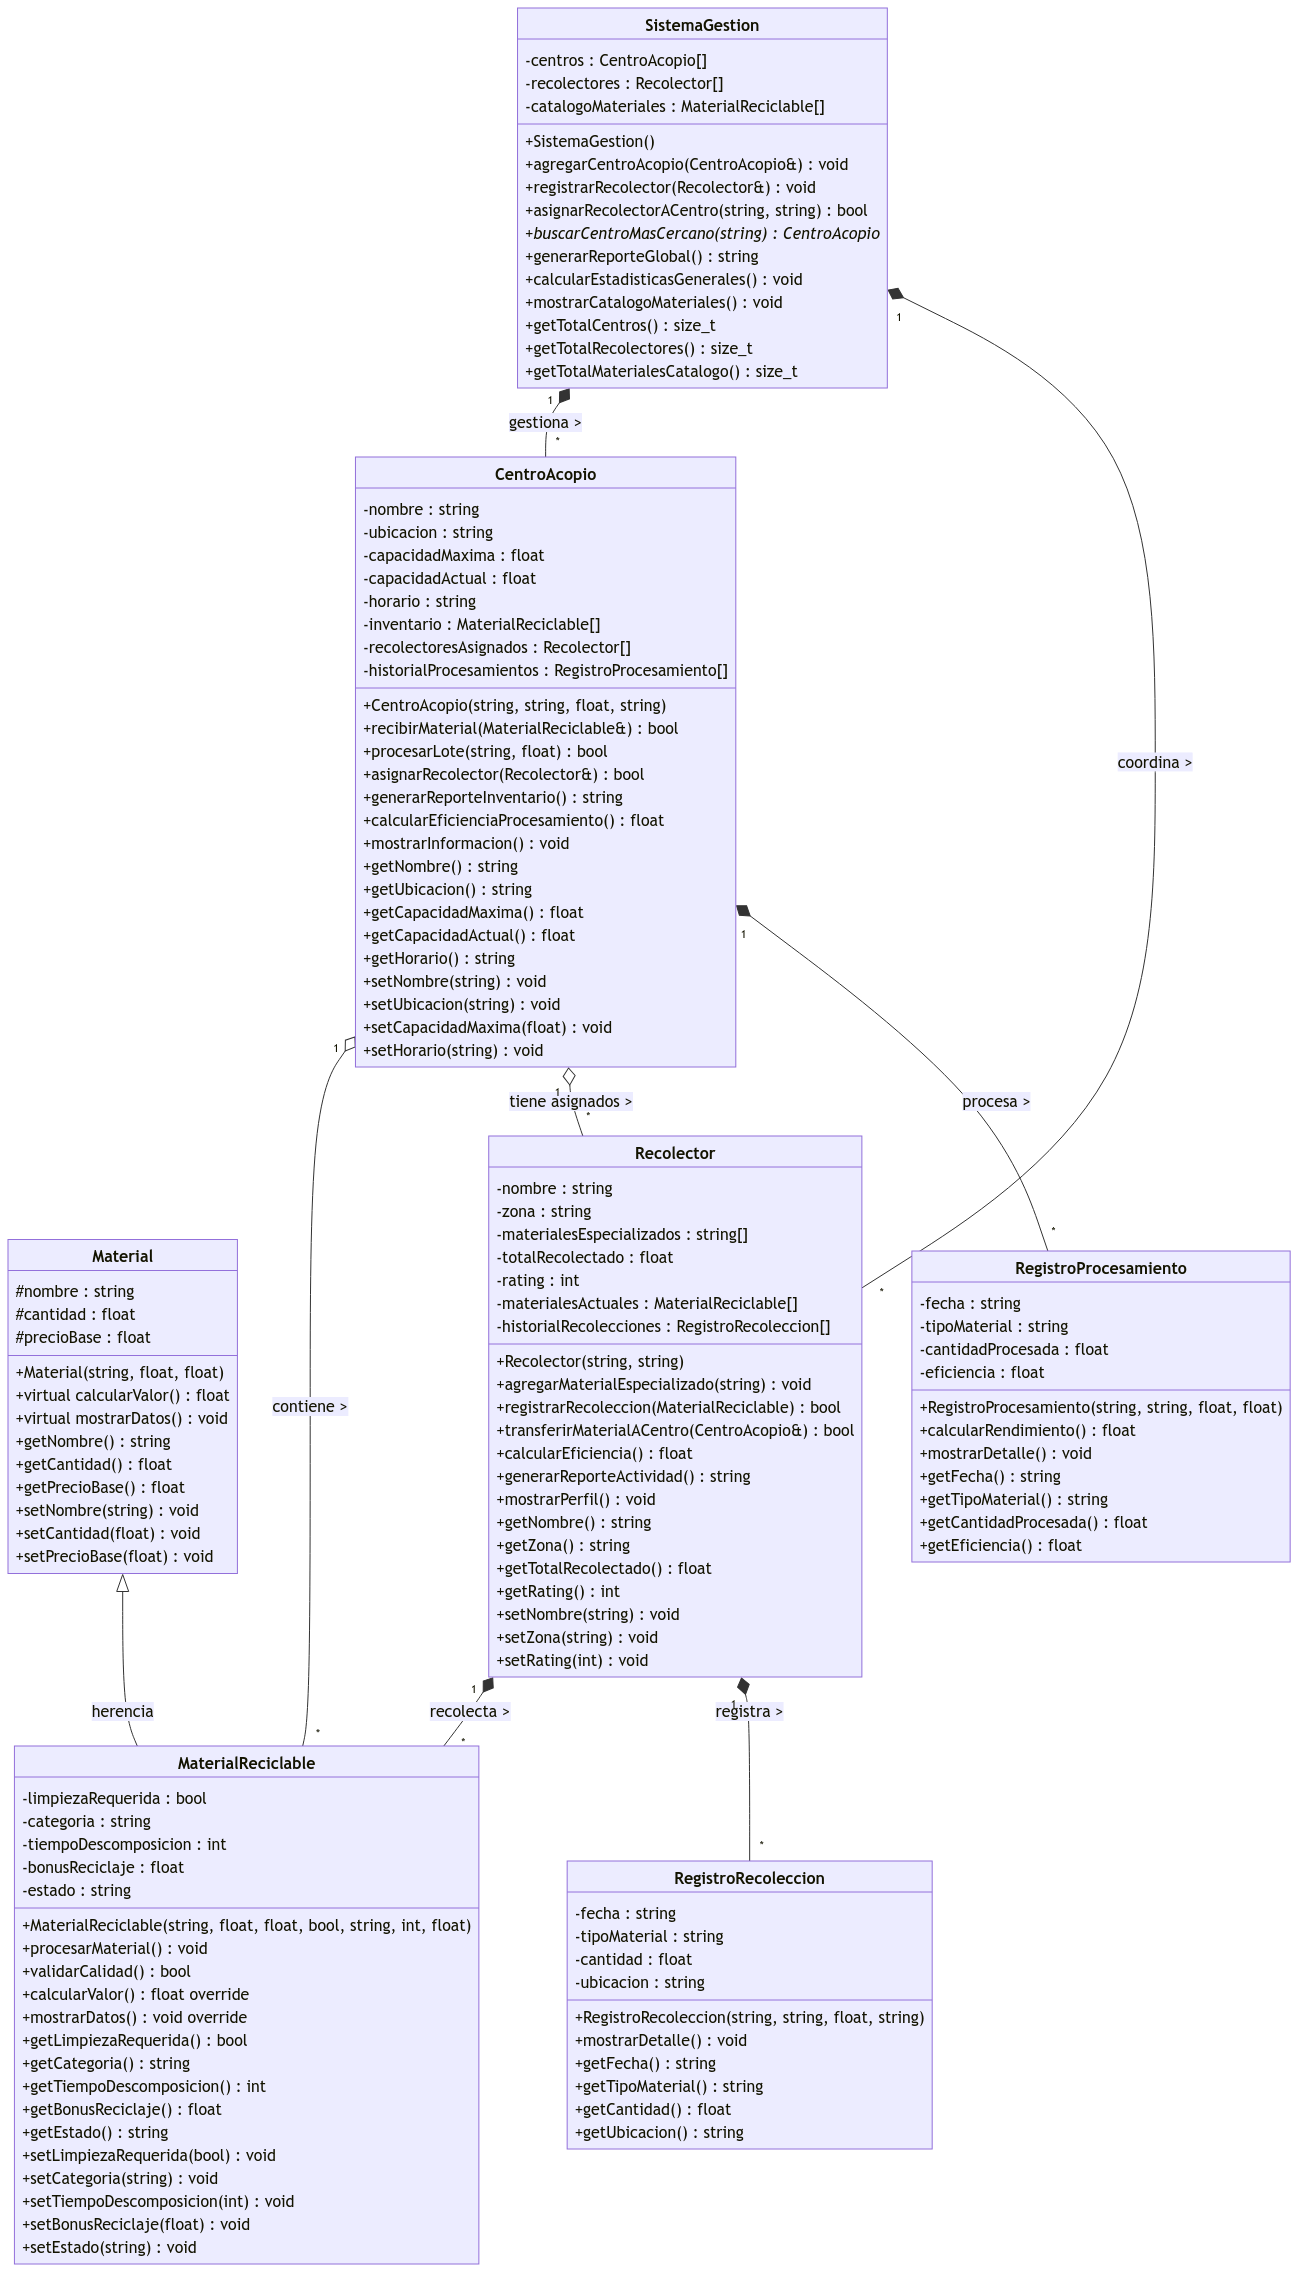 SistemaGestion
-centros : CentroAcopio[]
-recolectores : Recolector[]
-catalogoMateriales : MaterialReciclable[]
+SistemaGestion()
+agregarCentroAcopio(CentroAcopio&) : void
+registrarRecolector(Recolector&) : void
+asignarRecolectorACentro(string, string) : bool
+buscarCentroMasCercano(string) : CentroAcopio
+generarReporteGlobal() : string
+calcularEstadisticasGenerales() : void
+mostrarCatalogoMateriales() : void
+getTotalCentros() : size_t
+getTotalRecolectores() : size_t
+getTotalMaterialesCatalogo() : size_t
1
1
gestiona >
*
CentroAcopio
-nombre : string
-ubicacion : string
-capacidadMaxima : float
-capacidadActual : float
-horario : string
-inventario : MaterialReciclable[]
-recolectoresAsignados : Recolector[]
-historialProcesamientos : RegistroProcesamiento[]
+CentroAcopio(string, string, float, string)
+recibirMaterial(MaterialReciclable&) : bool
+procesarLote(string, float) : bool
+asignarRecolector(Recolector&) : bool
+generarReporteInventario() : string
+calcularEficienciaProcesamiento() : float
+mostrarInformacion() : void
+getNombre() : string
+getUbicacion() : string
+getCapacidadMaxima() : float
+getCapacidadActual() : float
+getHorario() : string
+setNombre(string) : void
+setUbicacion(string) : void
+setCapacidadMaxima(float) : void
+setHorario(string) : void
coordina >
1
1
1
tiene asignados >
*
procesa >
*
*
Recolector
-nombre : string
-zona : string
-materialesEspecializados : string[]
-totalRecolectado : float
-rating : int
-materialesActuales : MaterialReciclable[]
-historialRecolecciones : RegistroRecoleccion[]
+Recolector(string, string)
+agregarMaterialEspecializado(string) : void
+registrarRecoleccion(MaterialReciclable) : bool
+transferirMaterialACentro(CentroAcopio&) : bool
+calcularEficiencia() : float
+generarReporteActividad() : string
+mostrarPerfil() : void
+getNombre() : string
+getZona() : string
+getTotalRecolectado() : float
+getRating() : int
+setNombre(string) : void
+setZona(string) : void
+setRating(int) : void
RegistroProcesamiento
-fecha : string
-tipoMaterial : string
-cantidadProcesada : float
-eficiencia : float
+RegistroProcesamiento(string, string, float, float)
+calcularRendimiento() : float
+mostrarDetalle() : void
+getFecha() : string
+getTipoMaterial() : string
+getCantidadProcesada() : float
+getEficiencia() : float
Material
#nombre : string
#cantidad : float
#precioBase : float
+Material(string, float, float)
+virtual calcularValor() : float
+virtual mostrarDatos() : void
+getNombre() : string
+getCantidad() : float
+getPrecioBase() : float
+setNombre(string) : void
+setCantidad(float) : void
+setPrecioBase(float) : void
contiene >
herencia
*
1
recolecta >
*
1
registra >
*
MaterialReciclable
-limpiezaRequerida : bool
-categoria : string
-tiempoDescomposicion : int
-bonusReciclaje : float
-estado : string
+MaterialReciclable(string, float, float, bool, string, int, float)
+procesarMaterial() : void
+validarCalidad() : bool
+calcularValor() : float override
+mostrarDatos() : void override
+getLimpiezaRequerida() : bool
+getCategoria() : string
+getTiempoDescomposicion() : int
+getBonusReciclaje() : float
+getEstado() : string
+setLimpiezaRequerida(bool) : void
+setCategoria(string) : void
+setTiempoDescomposicion(int) : void
+setBonusReciclaje(float) : void
+setEstado(string) : void
RegistroRecoleccion
-fecha : string
-tipoMaterial : string
-cantidad : float
-ubicacion : string
+RegistroRecoleccion(string, string, float, string)
+mostrarDetalle() : void
+getFecha() : string
+getTipoMaterial() : string
+getCantidad() : float
+getUbicacion() : string